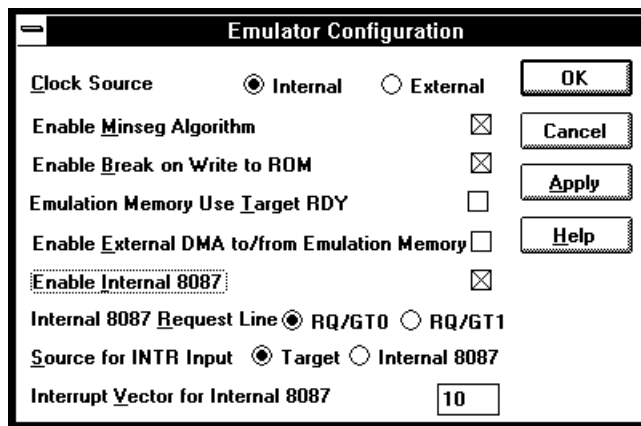 Emulator Configuration
Clock Source Internal External OK
Enable Minseg Algorithm Cancel
Enable Break on Write to ROM
Emulation Memory Use Target RDY Apply
Enable External DMA to/from Emulation Memory Help
Enable Internal 8087
Internal 8087 Request Line RQ/GT0 RQ/GT1
Source for INTR Input Target Internal 8087
Interrupt Vector for Internal 8087 10